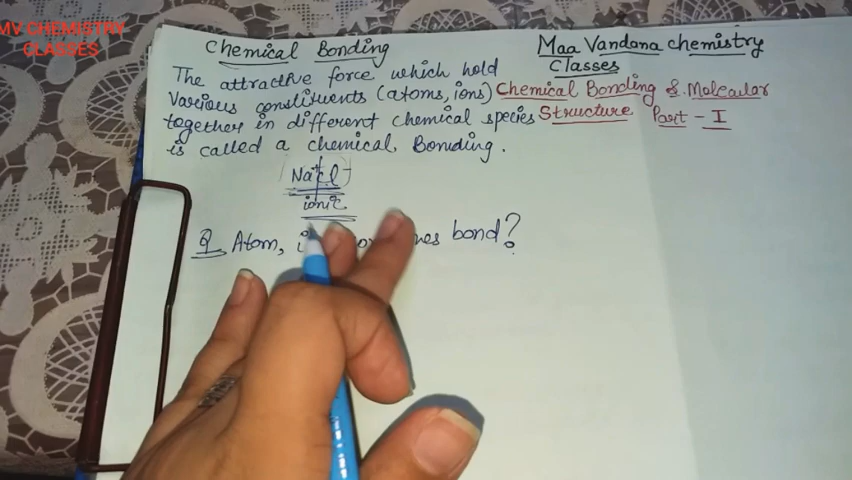 MV CHEMISTRY
CLASSES
Chemical Bonding
The attractive force which hold
Various constituents (atoms, ions)
together in different chemical species
is called a chemical Bonding.
Maa Vandana chemistry
Classes
Chemical Bonding & Molecular
Structure Part - I
Na+Cl-
ionic
Q Atom, bond?